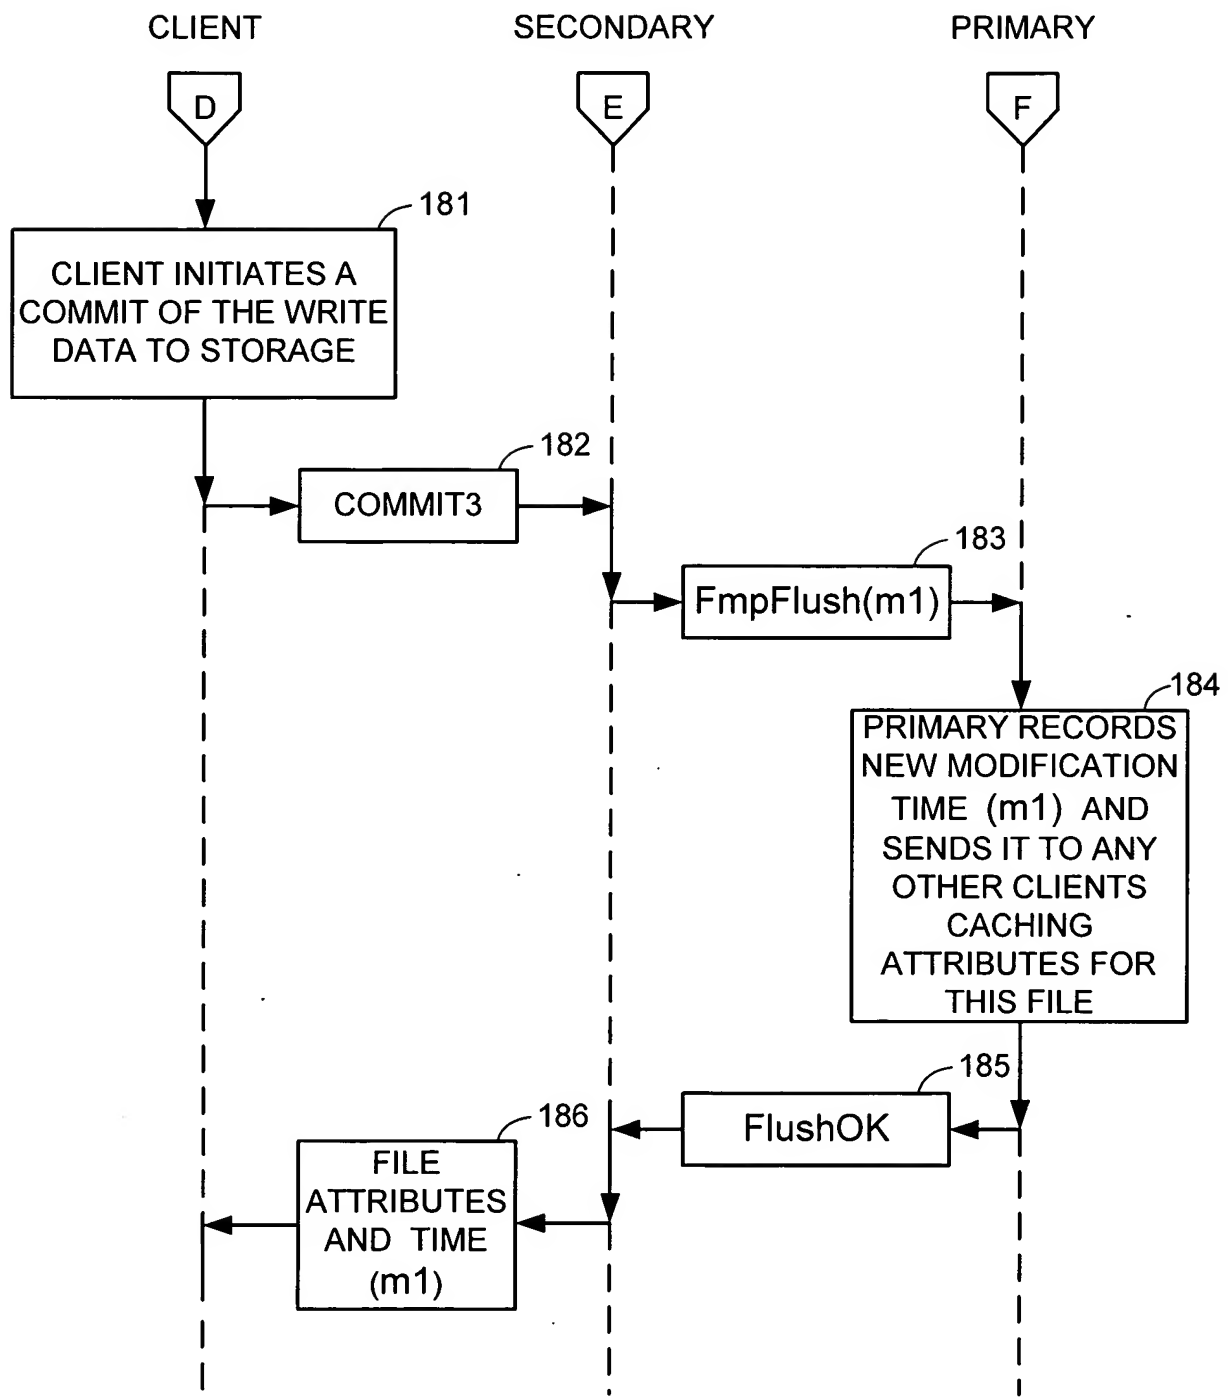 CLIENT
SECONDARY
PRIMARY
D
E
F
181
CLIENT INITIATES A
COMMIT OF THE WRITE
DATA TO STORAGE
182
COMMIT3
183
FmpFlush(m1)
184
PRIMARY RECORDS
NEW MODIFICATION
TIME (m1) AND
SENDS IT TO ANY
OTHER CLIENTS
CACHING
ATTRIBUTES FOR
THIS FILE
185
FlushOK
186
FILE
ATTRIBUTES
AND TIME
(m1)